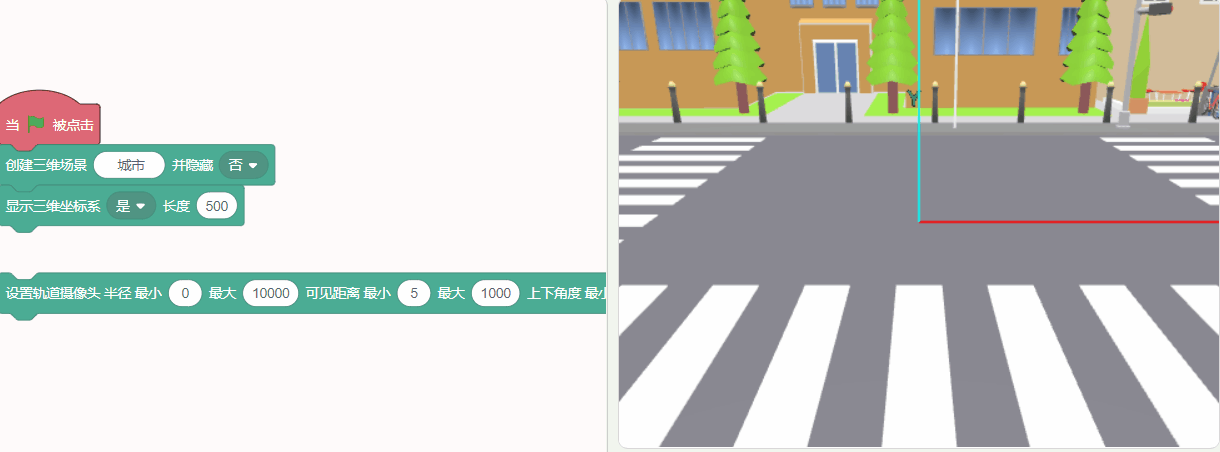 当 被点击
创建三维场景 城市 并隐藏 否
显示三维坐标系 是 长度 500
设置轨道摄像头 半径 最小 0 最大 10000 可见距离 最小 5 最大 1000 上下角度 最